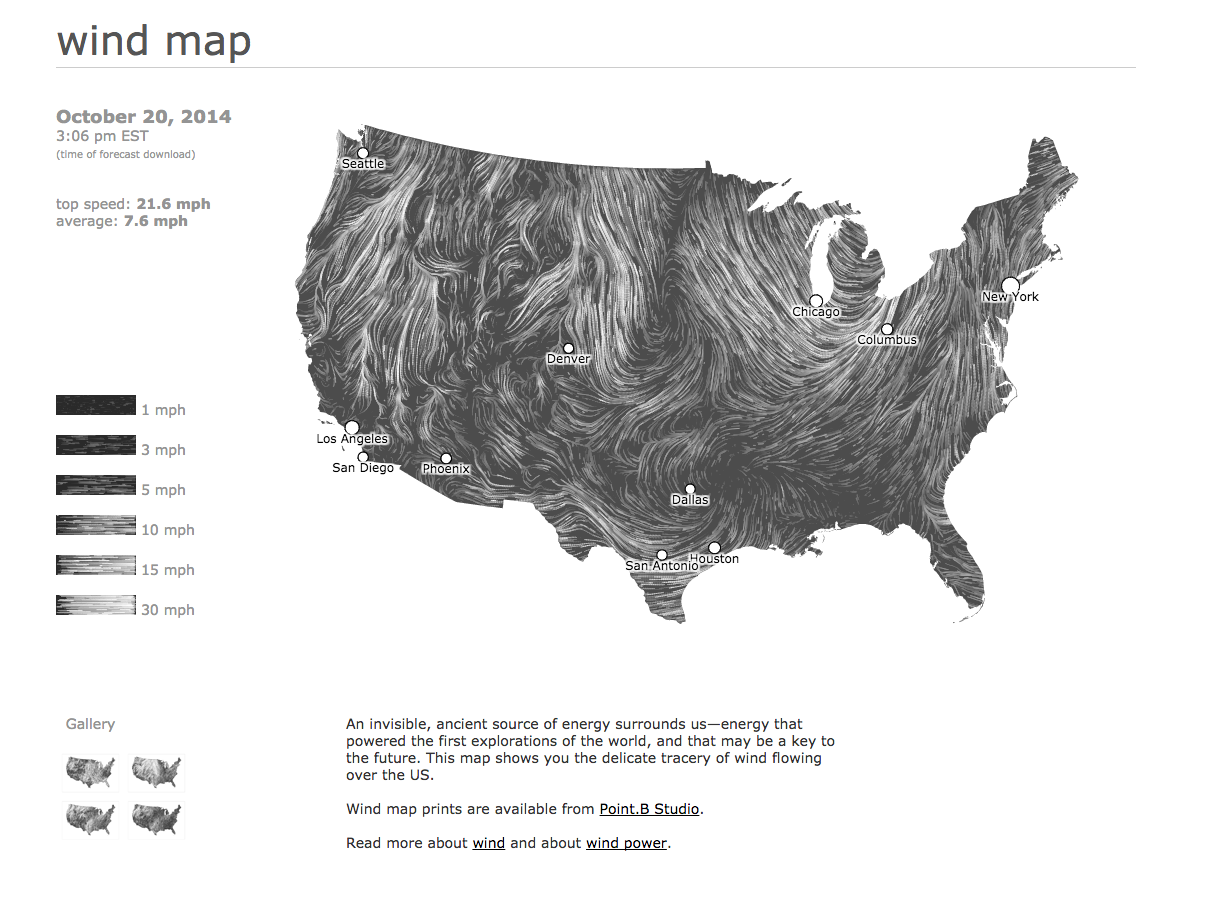 wind map
October 20, 2014
3:06 pm EST
(time of forecast download)
top speed: 21.6 mph
average: 7.6 mph
1 mph
3 mph
5 mph
10 mph
15 mph
30 mph
Seattle
New York
Chicago
Columbus
Denver
Los Angeles
San Diego
Phoenix
Dallas
Houston
San Antonio
Gallery
An invisible, ancient source of energy surrounds us—energy that
powered the first explorations of the world, and that may be a key to
the future. This map shows you the delicate tracery of wind flowing
over the US.
Wind map prints are available from Point.B Studio.
Read more about wind and about wind power.